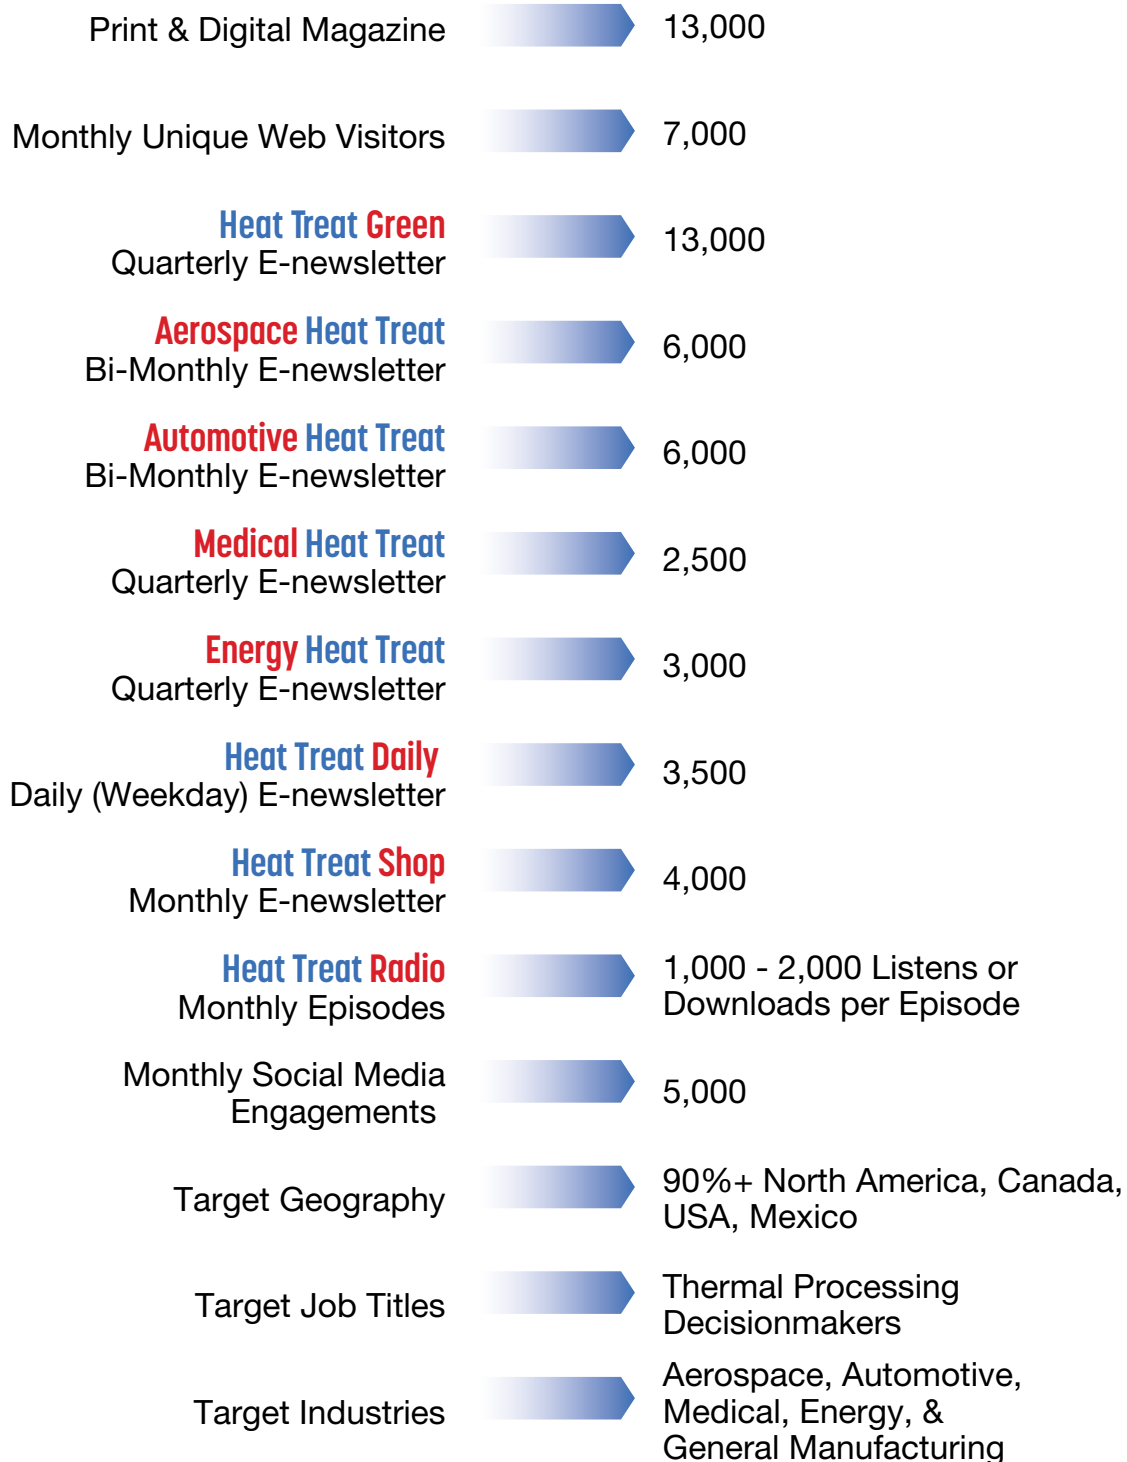 Print & Digital Magazine
13,000
Monthly Unique Web Visitors
7,000
Heat Treat Green
Quarterly E-newsletter
13,000
Aerospace Heat Treat
Bi-Monthly E-newsletter
6,000
Automotive Heat Treat
Bi-Monthly E-newsletter
6,000
Medical Heat Treat
Quarterly E-newsletter
2,500
Energy Heat Treat
Quarterly E-newsletter
3,000
Heat Treat Daily
Daily (Weekday) E-newsletter
3,500
Heat Treat Shop
Monthly E-newsletter
4,000
Heat Treat Radio
Monthly Episodes
1,000 - 2,000 Listens or
Downloads per Episode
Monthly Social Media
Engagements
5,000
Target Geography
90%+ North America, Canada,
USA, Mexico
Target Job Titles
Thermal Processing
Decisionmakers
Target Industries
Aerospace, Automotive,
Medical, Energy, &
General Manufacturing